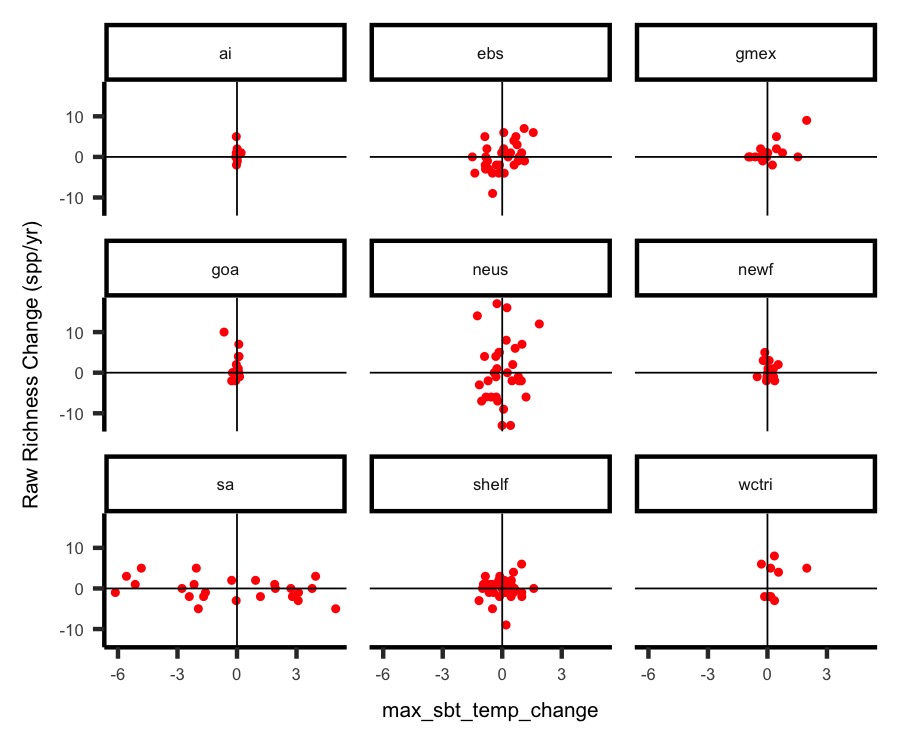 ai ebs gmex
10
0
-10
goa neus newf
10
0
-10
sa shelf wctri
10
0
-10
-6 -3 0 3 -6 -3 0 3 -6 -3 0 3
max_sbt_temp_change
Raw Richness Change (spp/yr)